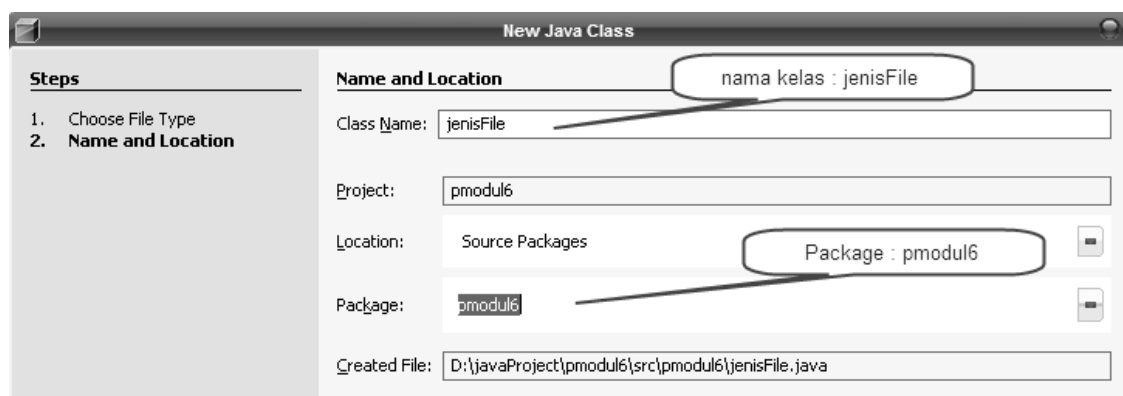 New Java Class
Steps
1. Choose File Type
2. Name and Location
Name and Location
nama kelas : jenisFile
Class Name: jenisFile
Project: pmodul6
Location: Source Packages
Package : pmodul6
Package: pmodul6
Created File: D:\javaProject\pmodul6\src\pmodul6\jenisFile.java